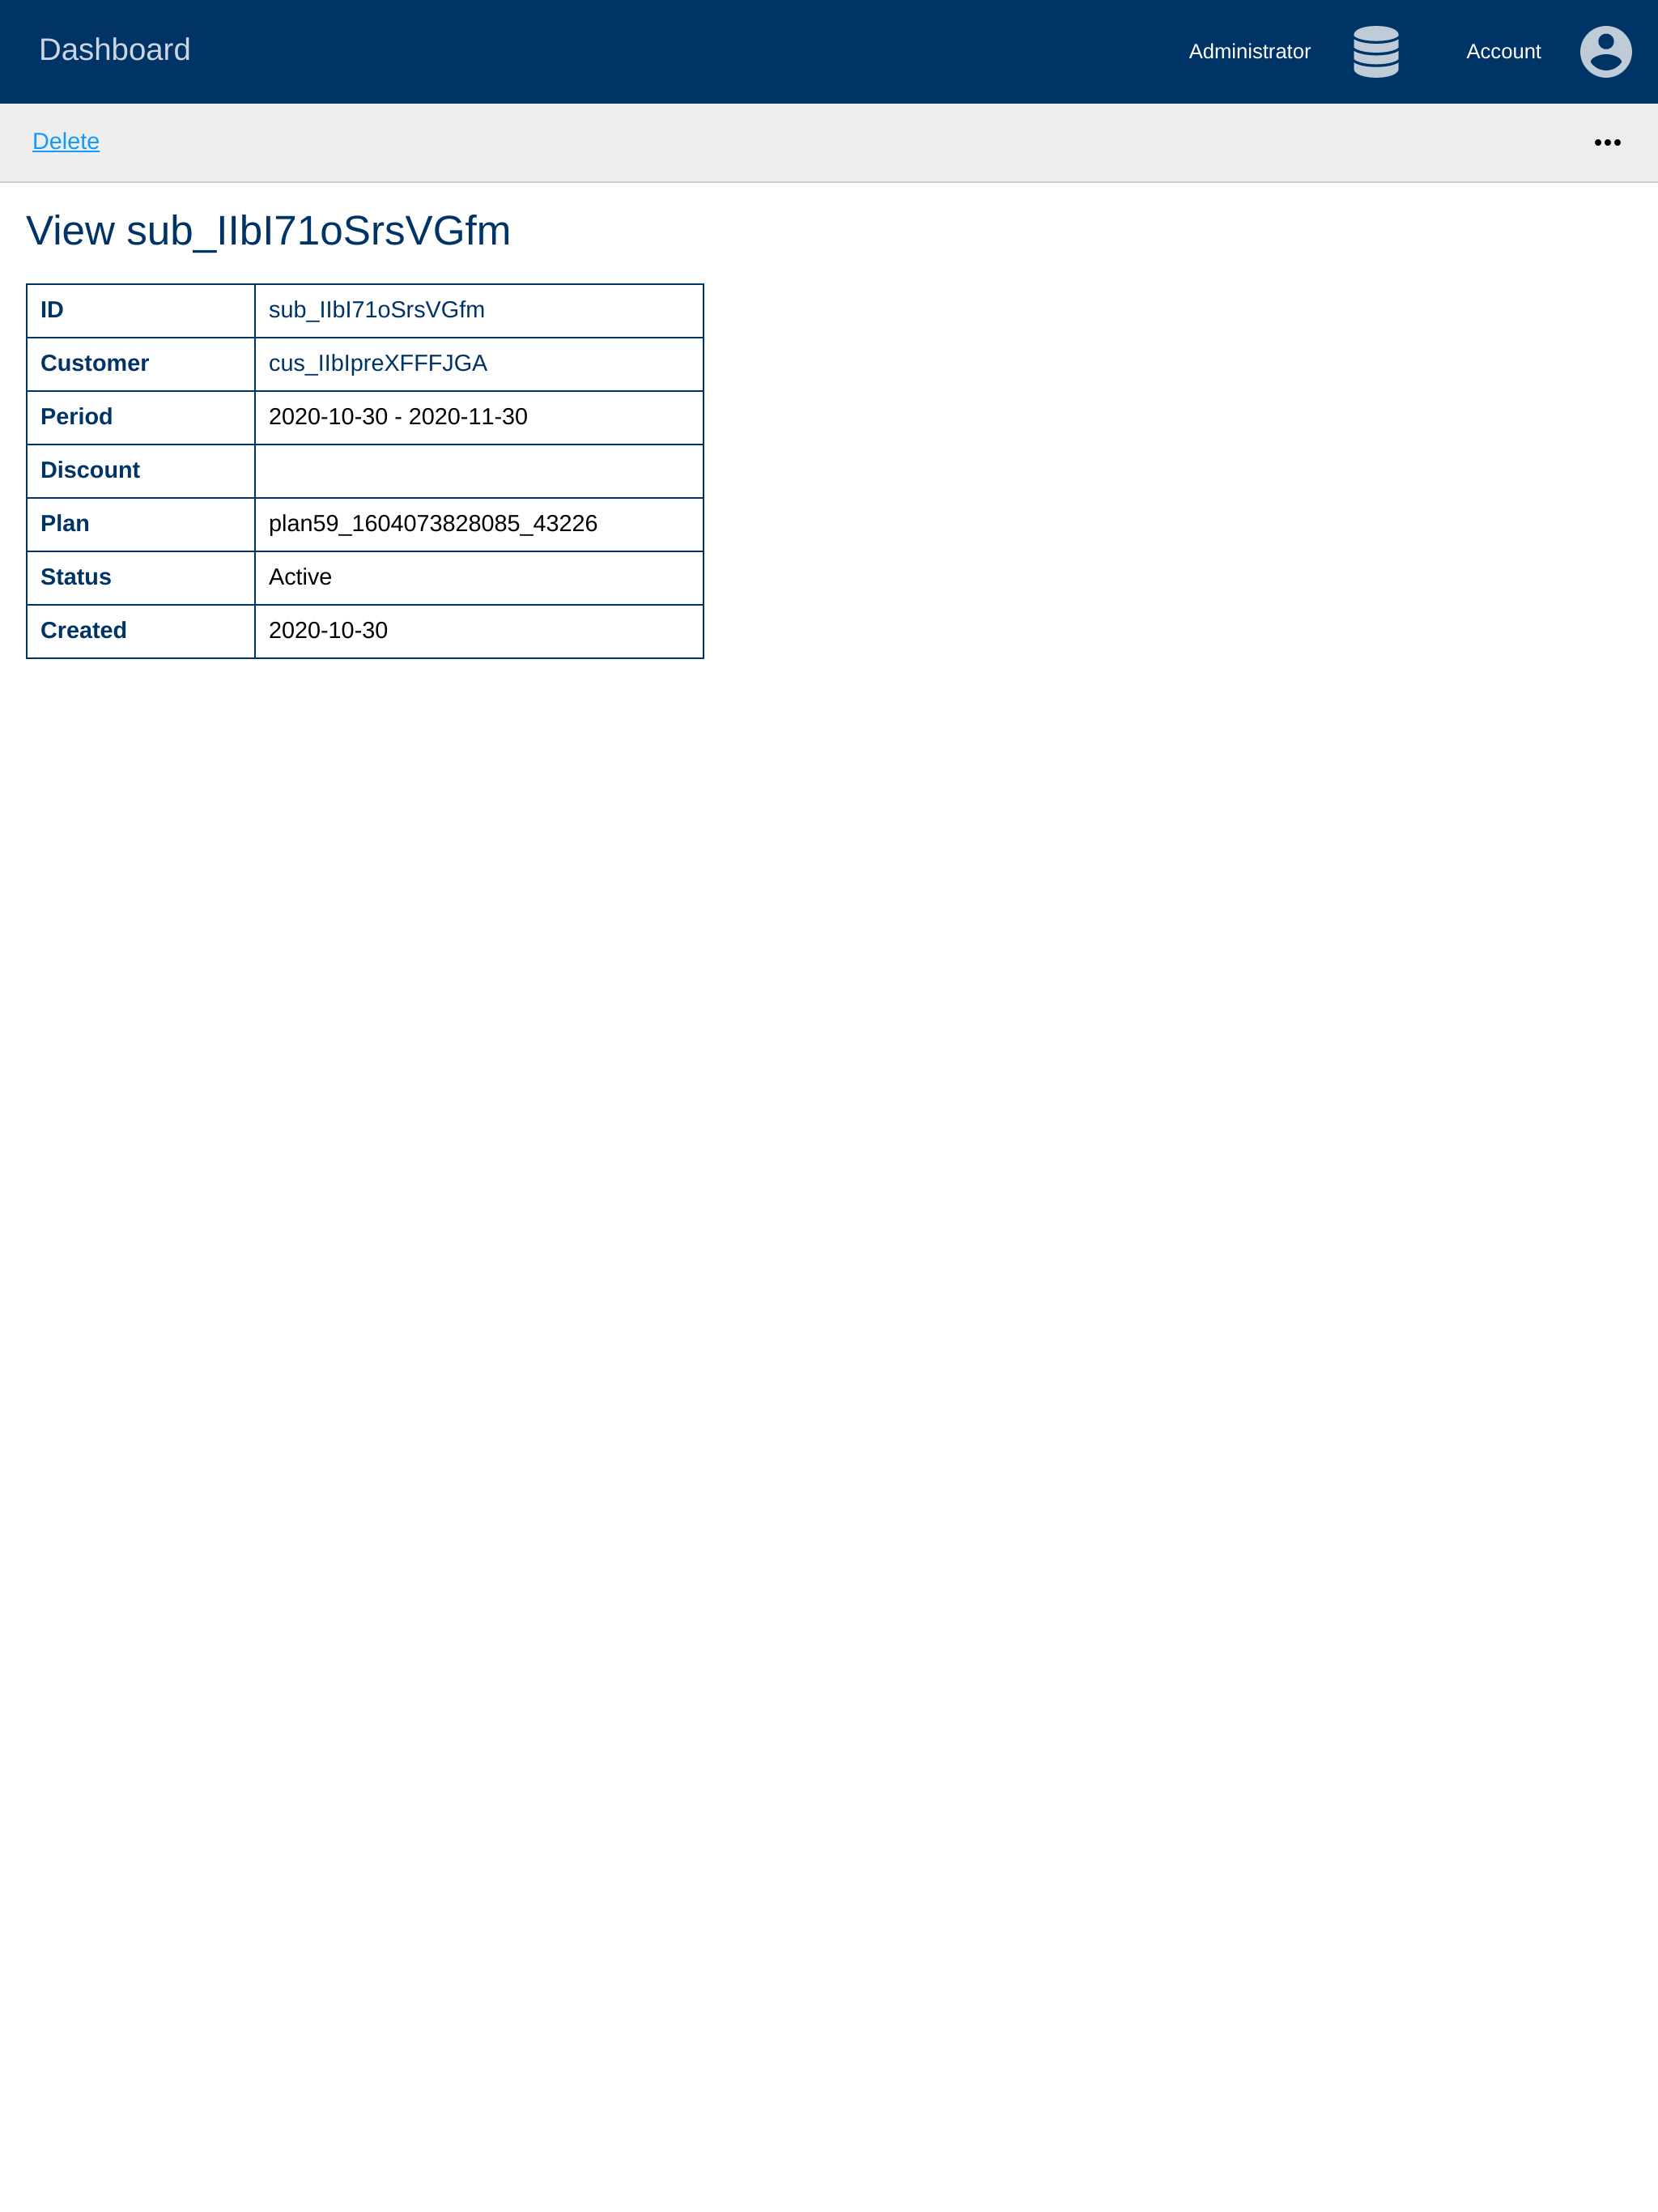 Dashboard
Administrator
Account
Delete
•••
View sub_IIbI71oSrsVGfm
ID sub_IIbI71oSrsVGfm
Customer cus_IIbIpreXFFFJGA
Period 2020-10-30 - 2020-11-30
Discount
Plan plan59_1604073828085_43226
Status Active
Created 2020-10-30